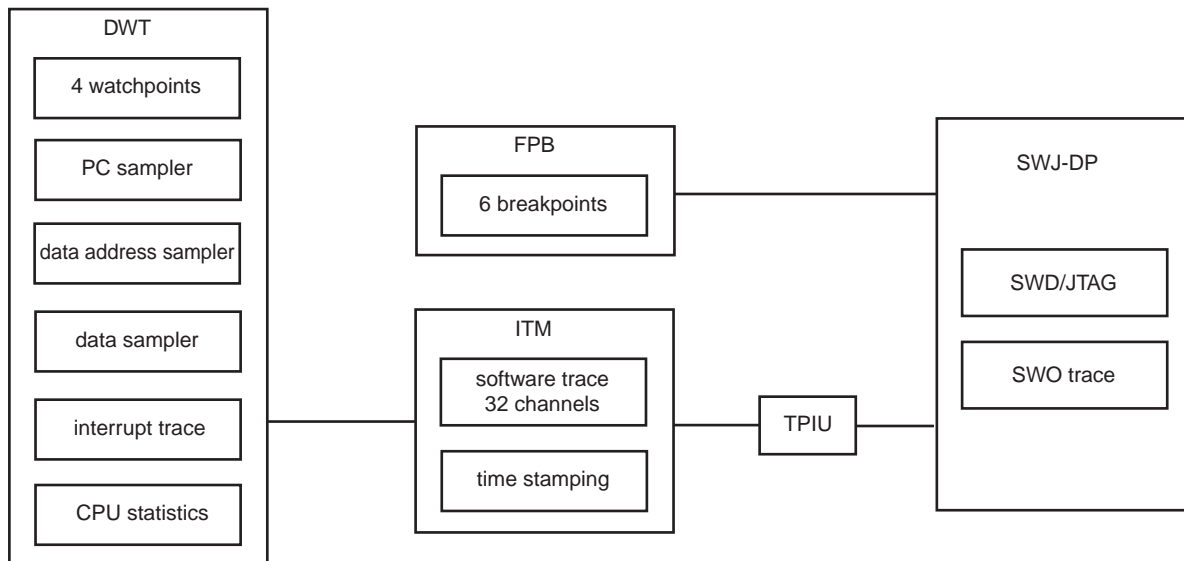 DWT
4 watchpoints
PC sampler
data address sampler
data sampler
interrupt trace
CPU statistics
FPB
6 breakpoints
ITM
software trace
32 channels
time stamping
TPIU
SWJ-DP
SWD/JTAG
SWO trace